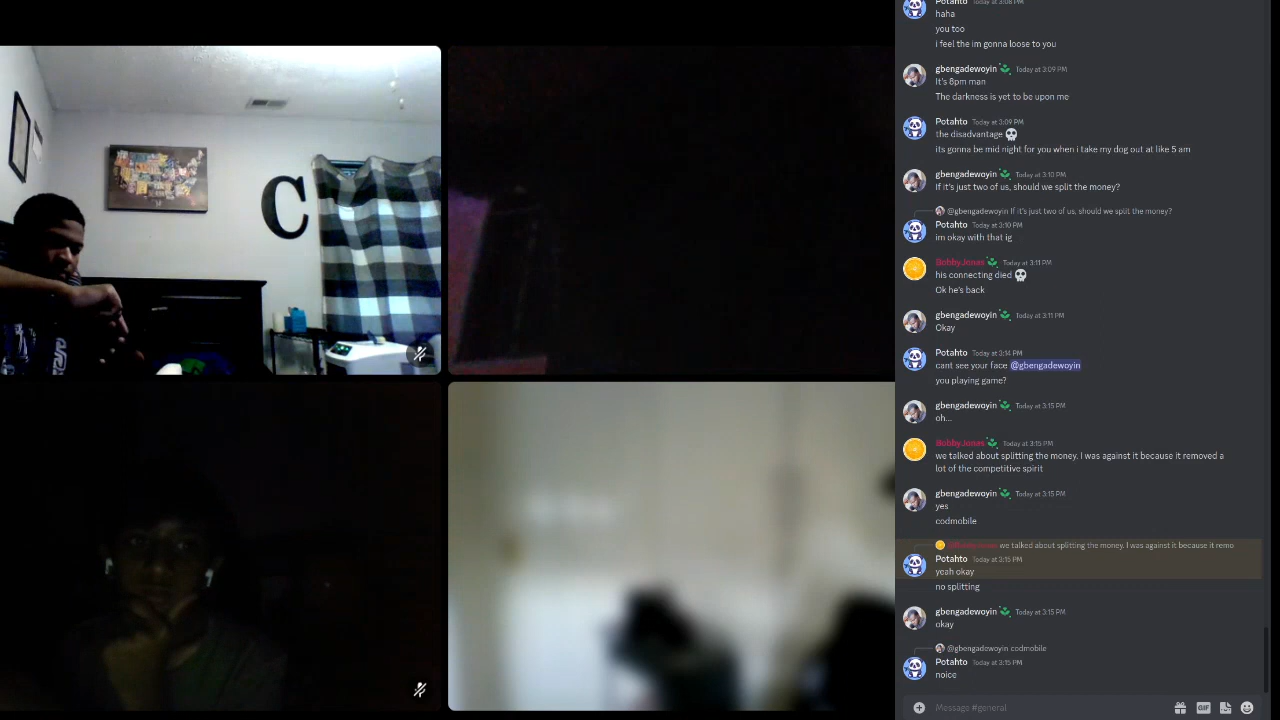 Potahto Today at 3:08 PM
haha
you too
i feel the im gonna loose to you
gbengadewoyin Today at 3:09 PM
It's 8pm man
The darkness is yet to be upon me
Potahto Today at 3:09 PM
the disadvantage
its gonna be mid night for you when i take my dog out at like 5 am
gbengadewoyin Today at 3:10 PM
If it's just two of us, should we split the money?
@gbengadewoyin If it's just two of us, should we split the money?
Potahto Today at 3:10 PM
im okay with that ig
BobbyJonas Today at 3:11 PM
his connecting died
Ok he's back
gbengadewoyin Today at 3:11 PM
Okay
Potahto Today at 3:14 PM
cant see your face @gbengadewoyin
you playing game?
gbengadewoyin Today at 3:15 PM
oh...
BobbyJonas Today at 3:15 PM
we talked about splitting the money. I was against it because it removed a
lot of the competitive spirit
gbengadewoyin Today at 3:15 PM
yes
codmobile
we talked about splitting the money. I was against it because it remo
Potahto Today at 3:15 PM
yeah okay
no splitting
gbengadewoyin Today at 3:15 PM
okay
@gbengadewoyin codmobile
Potahto Today at 3:15 PM
noice
Message #general
GIF
C